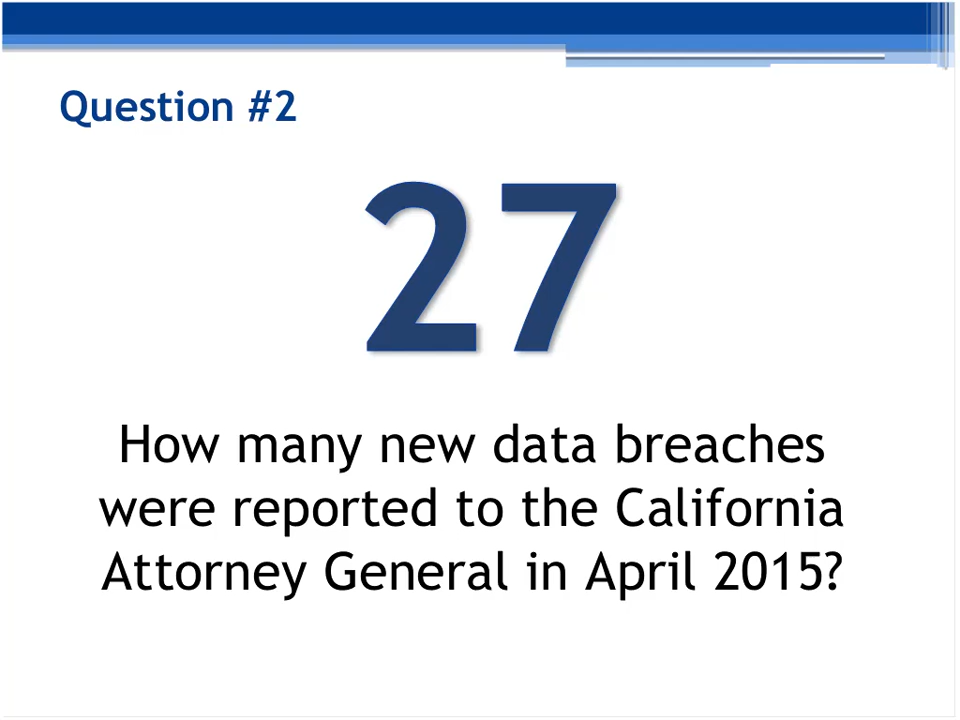 Question #2
27
How many new data breaches
were reported to the California
Attorney General in April 2015?